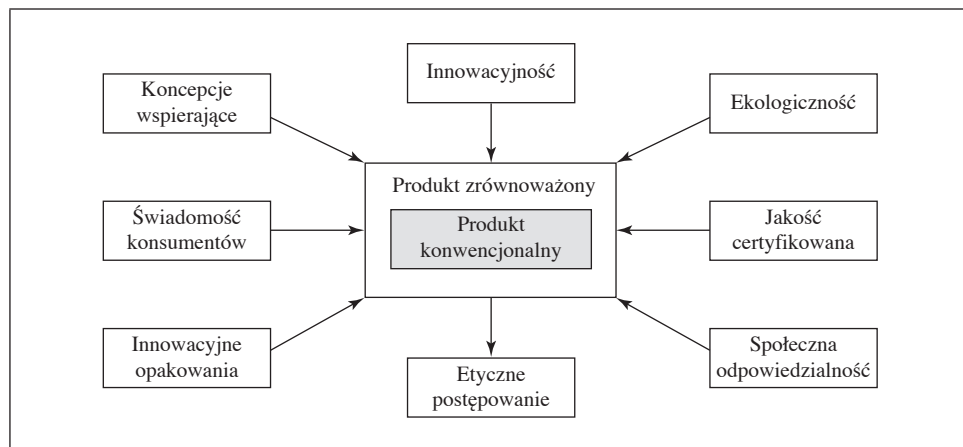 Innowacyjność
Koncepcje
wspierające
Ekologiczność
Produkt zrównoważony
Produkt
konwencjonalny
Świadomość
konsumentów
Jakość
certyfikowana
Innowacyjne
opakowania
Etyczne
postępowanie
Społeczna
odpowiedzialność